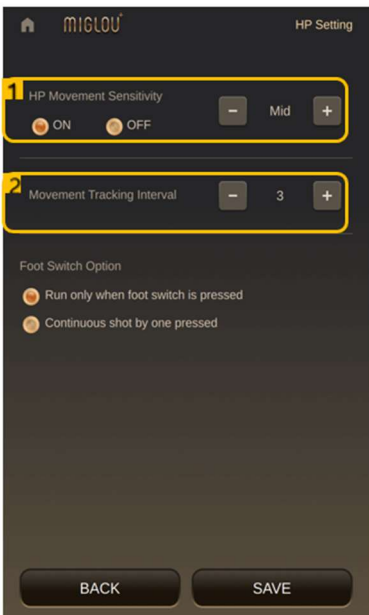 MIGLOU
HP Setting
1
HP Movement Sensitivity
ON OFF
- Mid +
2
Movement Tracking Interval
- 3 +
Foot Switch Option
Run only when foot switch is pressed
Continuous shot by one pressed
BACK SAVE